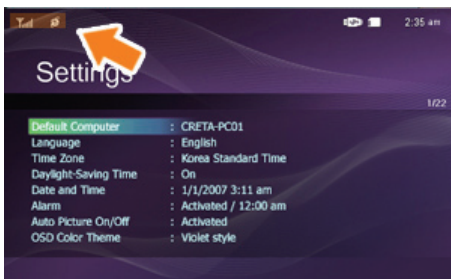 2:35 am
Settings
1/22
Default Computer : CRETA-PC01
Language : English
Time Zone : Korea Standard Time
Daylight-Saving Time : On
Date and Time : 1/1/2007 3:11 am
Alarm : Activated / 12:00 am
Auto Picture On/Off : Activated
OSD Color Theme : Violet style